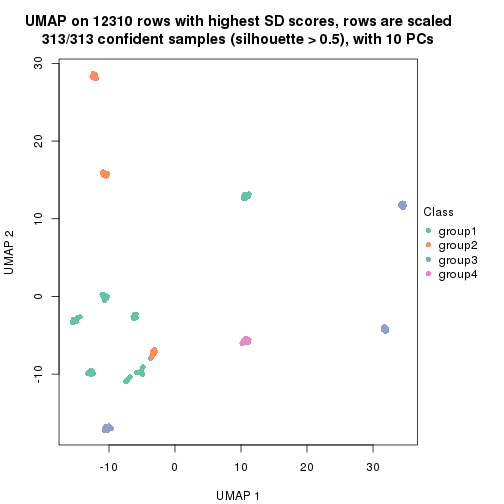 UMAP on 12310 rows with highest SD scores, rows are scaled
313/313 confident samples (silhouette > 0.5), with 10 PCs
30
20
10
0
-10
UMAP 2
-10
0
10
20
30
UMAP 1
Class
group1
group2
group3
group4